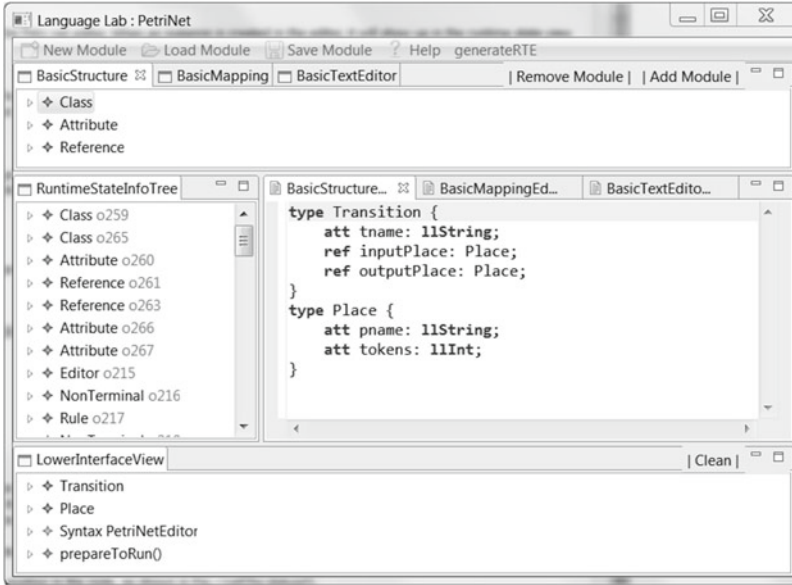 Language Lab : PetriNet
New Module Load Module Save Module ? Help generateRTE
BasicStructure BasicMapping BasicTextEditor | Remove Module | | Add Module |
Class
Attribute
Reference
RuntimeStateInfoTree
Class o259
Class o265
Attribute o260
Reference o261
Reference o263
Attribute o266
Attribute o267
Editor o215
NonTerminal o216
Rule o217
BasicStructure... BasicMappingEd... BasicTextEdito...
type Transition {
att tname: llString;
ref inputPlace: Place;
ref outputPlace: Place;
}
type Place {
att pname: llString;
att tokens: llInt;
}
LowerInterfaceView | Clean |
Transition
Place
Syntax PetriNetEditor
prepareToRun()